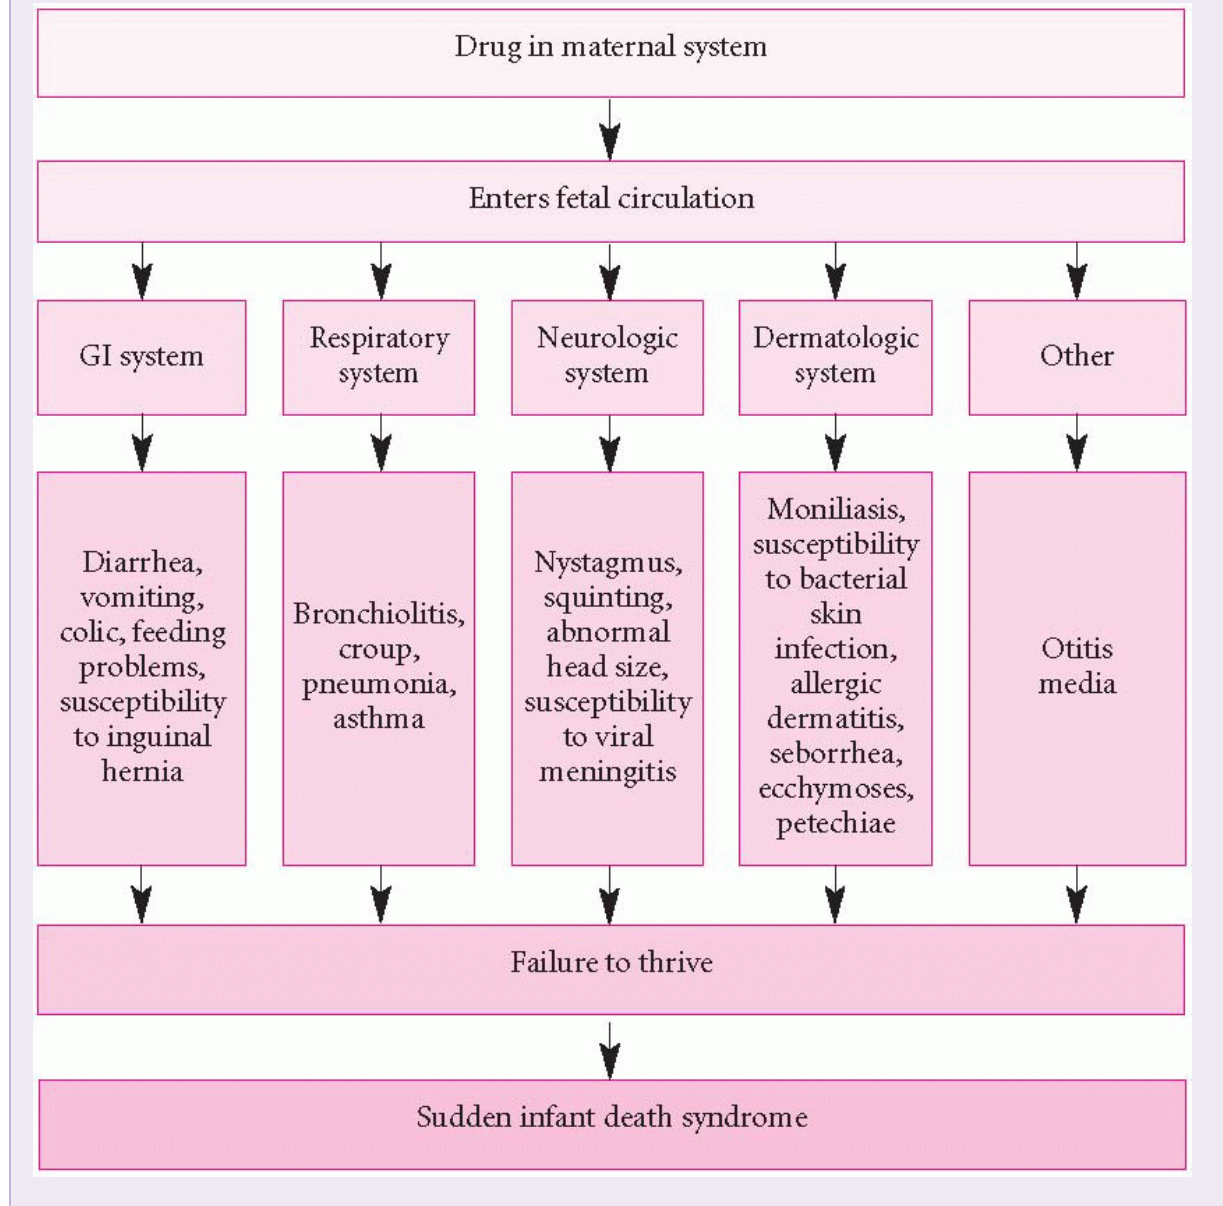 Drug in maternal system
Enters fetal circulation
GI system
Respiratory
system
Neurologic
system
Dermatologic
system
Other
Diarrhea,
vomiting,
colic, feeding
problems,
susceptibility
to inguinal
hernia
Bronchiolitis,
croup,
pneumonia,
asthma
Nystagmus,
squinting,
abnormal
head size,
susceptibility
to viral
meningitis
Moniliasis,
susceptibility
to bacterial
skin
infection,
allergic
dermatitis,
seborrhea,
ecchymoses,
petechiae
Otitis
media
Failure to thrive
Sudden infant death syndrome